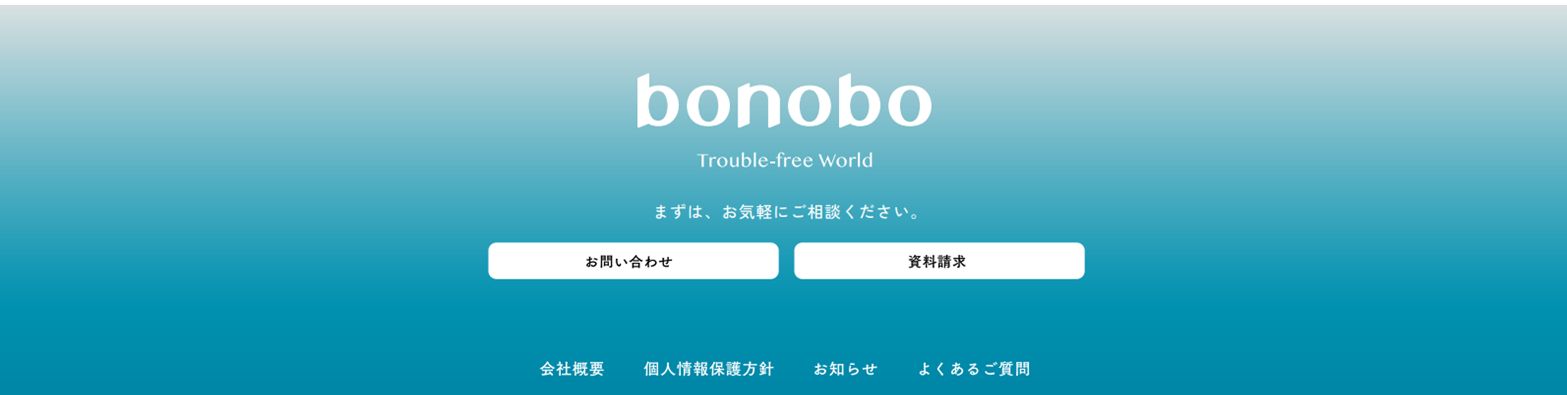 bonobo
Trouble-free World
まずは、お気軽にご相談ください。
お問い合わせ 資料請求
会社概要 個人情報保護方針 お知らせ よくあるご質問